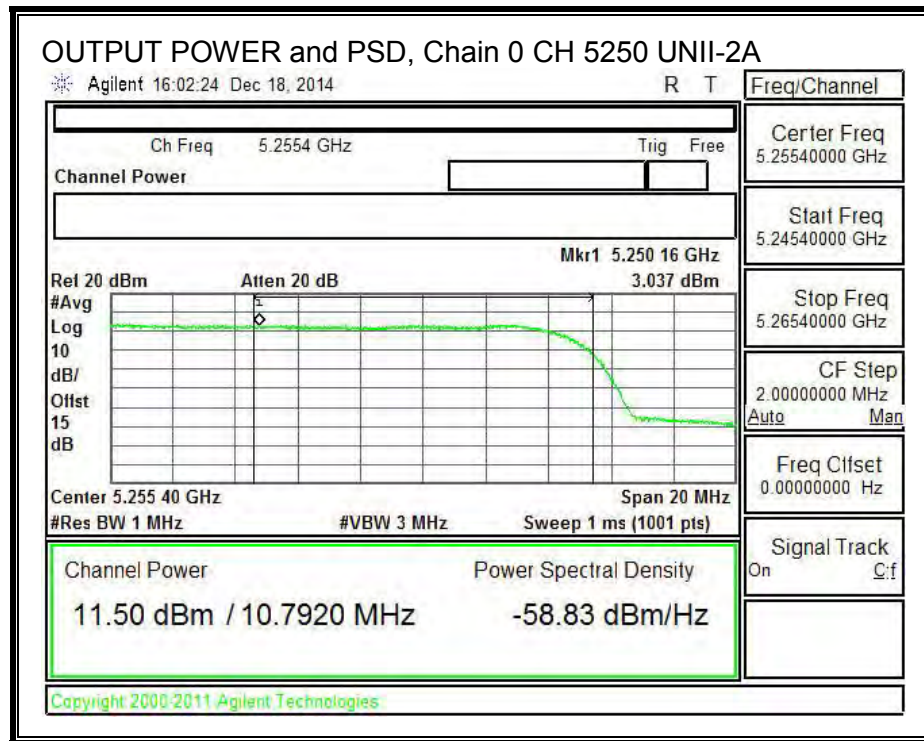 OUTPUT POWER and PSD, Chain 0 CH 5250 UNII-2A
Agilent 16:02:24 Dec 18, 2014 R T
Freq/Channel
Ch Freq 5.2554 GHz Trig Free
Channel Power
Mkr1 5.250 16 GHz
Ref 20 dBm Atten 20 dB 3.037 dBm
#Avg
Log
10
dB/
Offst
15
dB
1
Center 5.255 40 GHz Span 20 MHz
#Res BW 1 MHz #VBW 3 MHz Sweep 1 ms (1001 pts)
Channel Power Power Spectral Density
11.50 dBm / 10.7920 MHz -58.83 dBm/Hz
Copyright 2000-2011 Agilent Technologies
Center Freq
5.25540000 GHz
Start Freq
5.24540000 GHz
Stop Freq
5.26540000 GHz
CF Step
2.00000000 MHz
Auto Man
Freq Offset
0.00000000 Hz
Signal Track
On Off